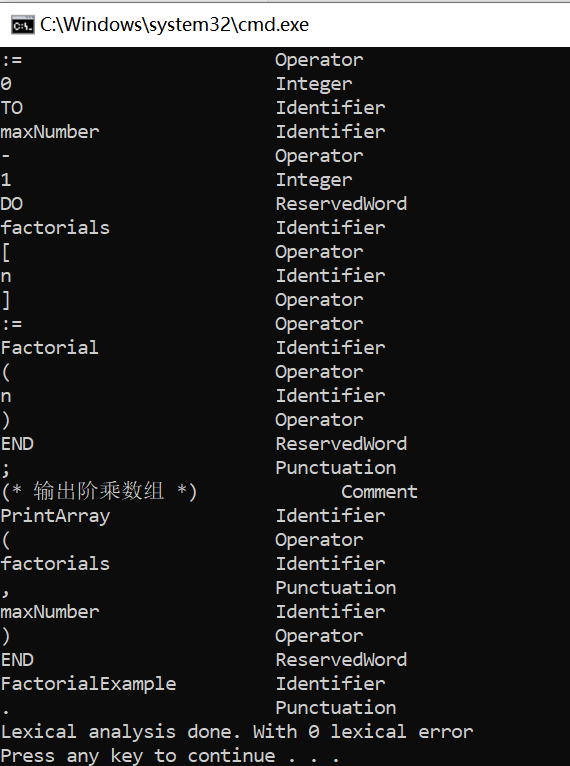 C:\Windows\system32\cmd.exe
:= Operator
0 Integer
TO Identifier
maxNumber Identifier
- Operator
1 Integer
DO ReservedWord
factorials Identifier
[ Operator
n Identifier
] Operator
:= Operator
Factorial Identifier
( Operator
n Identifier
) Operator
END ReservedWord
; Punctuation
(* 输出阶乘数组 *) Comment
PrintArray Identifier
( Operator
factorials Identifier
, Punctuation
maxNumber Identifier
) Operator
END ReservedWord
FactorialExample Identifier
. Punctuation
Lexical analysis done. With 0 lexical error
Press any key to continue . . .